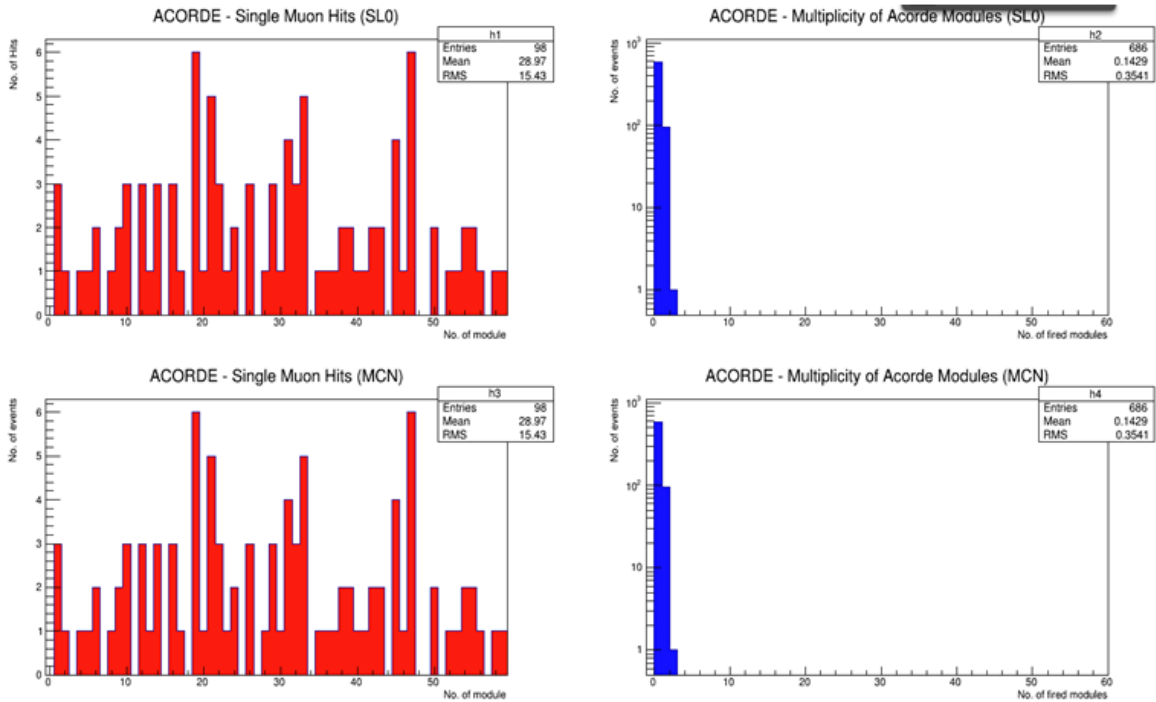 ACORDE - Single Muon Hits (SL0)
h1
Entries 98
Mean 28.97
RMS 15.43
No. of Hits
6
5
4
3
2
1
0
0 10 20 30 40 50
No. of module
ACORDE - Multiplicity of Acorde Modules (SL0)
h2
Entries 686
Mean 0.1429
RMS 0.3541
No. of events
10³
10²
10
1
0 10 20 30 40 50 60
No. of fired modules
ACORDE - Single Muon Hits (MCN)
h3
Entries 98
Mean 28.97
RMS 15.43
No. of events
6
5
4
3
2
1
0
0 10 20 30 40 50
No. of module
ACORDE - Multiplicity of Acorde Modules (MCN)
h4
Entries 686
Mean 0.1429
RMS 0.3541
No. of events
10³
10²
10
1
0 10 20 30 40 50 60
No. of fired modules